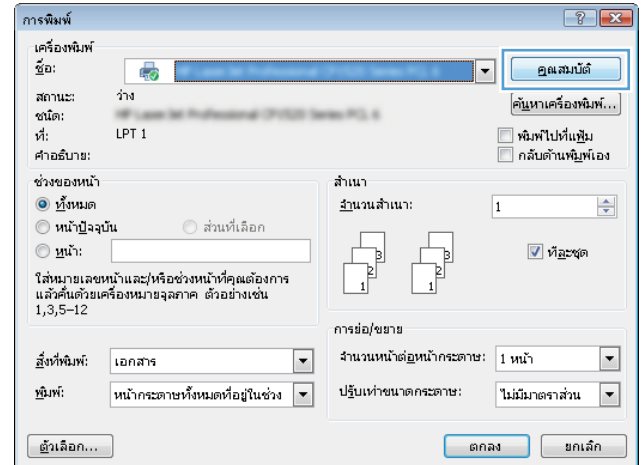 การพิมพ์
เครื่องพิมพ์
ชื่อ:
คุณสมบัติ
สถานะ: ว่าง
ค้นหาเครื่องพิมพ์...
ชนิด:
ที่: LPT 1
พิมพ์ไปที่แฟ้ม
คำอธิบาย:
กลับด้านพิมพ์เอง
ช่วงของหน้า
ทั้งหมด
หน้าปัจจุบัน ส่วนที่เลือก
หน้า:
ใส่หมายเลขหน้าและ/หรือช่วงหน้าที่คุณต้องการ
แล้วคั่นด้วยเครื่องหมายจุลภาค ตัวอย่างเช่น
1,3,5–12
สำเนา
จำนวนสำเนา: 1
3 3
2 2
1 1
ทีละชุด
สิ่งที่พิมพ์: เอกสาร
พิมพ์: หน้ากระดาษทั้งหมดที่อยู่ในช่วง
การย่อ/ขยาย
จำนวนหน้าต่อหน้ากระดาษ: 1 หน้า
ปรับเท่าขนาดกระดาษ: ไม่มีมาตราส่วน
ตัวเลือก...
ตกลง ยกเลิก